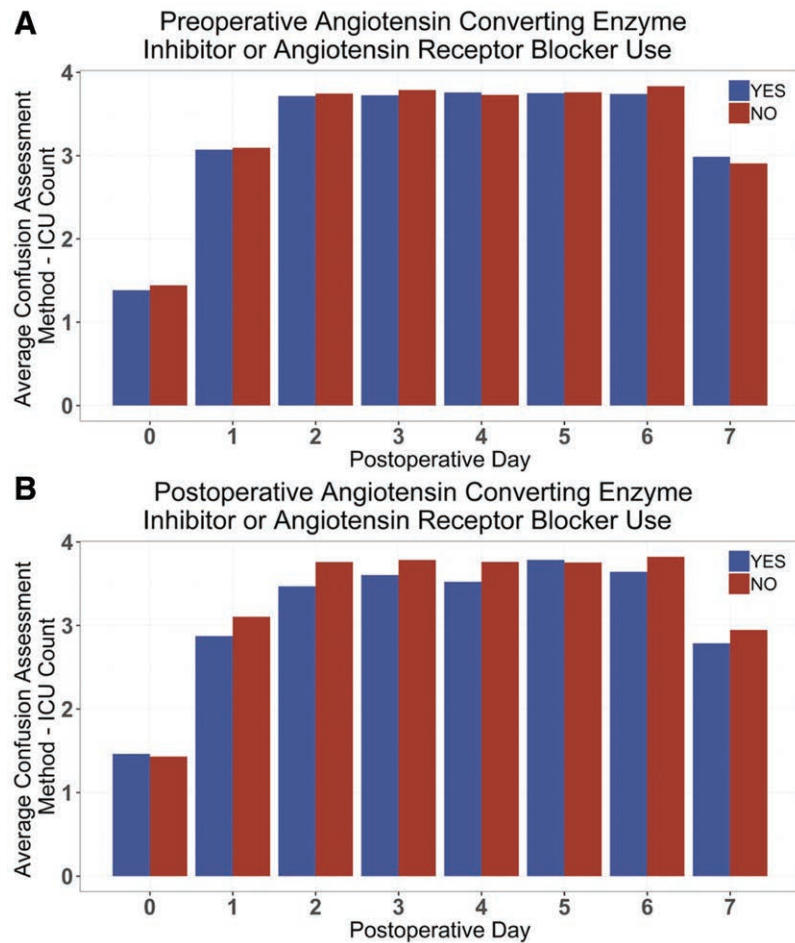 A
Preoperative Angiotensin Converting Enzyme
Inhibitor or Angiotensin Receptor Blocker Use
Average Confusion Assessment
Method - ICU Count
4
3
2
1
0
YES
NO
0 1 2 3 4 5 6 7
Postoperative Day
B
Postoperative Angiotensin Converting Enzyme
Inhibitor or Angiotensin Receptor Blocker Use
Average Confusion Assessment
Method - ICU Count
4
3
2
1
0
YES
NO
0 1 2 3 4 5 6 7
Postoperative Day